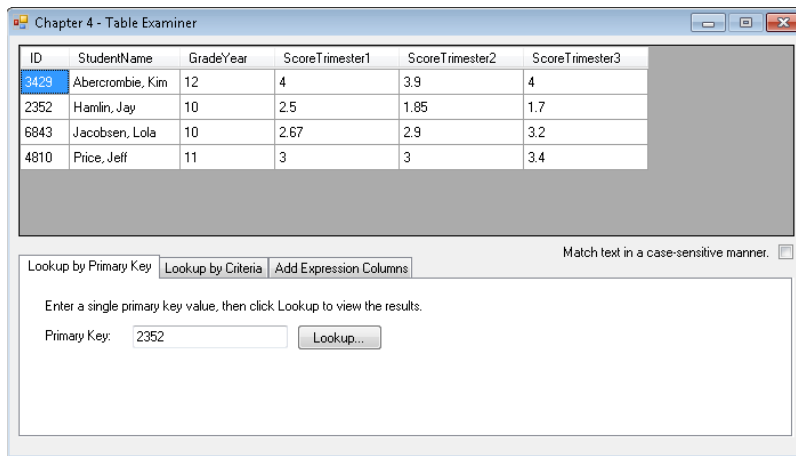 Chapter 4 - Table Examiner
ID StudentName GradeYear ScoreTrimester1 ScoreTrimester2 ScoreTrimester3
3429 Abercrombie, Kim 12 4 3.9 4
2352 Hamlin, Jay 10 2.5 1.85 1.7
6843 Jacobsen, Lola 10 2.67 2.9 3.2
4810 Price, Jeff 11 3 3 3.4
Match text in a case-sensitive manner.
Lookup by Primary Key Lookup by Criteria Add Expression Columns
Enter a single primary key value, then click Lookup to view the results.
Primary Key: 2352 Lookup...